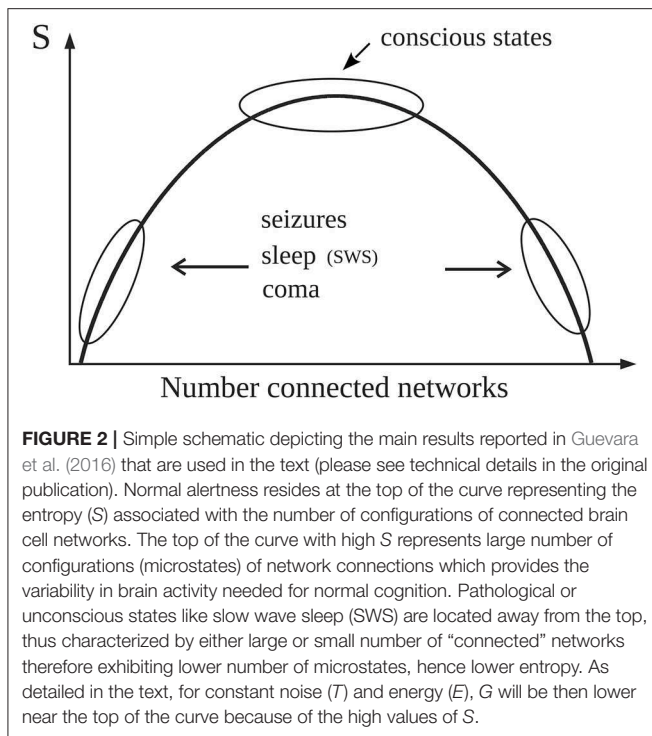 S
conscious states
seizures
sleep (SWS)
coma
Number connected networks
FIGURE 2 | Simple schematic depicting the main results reported in Guevara
et al. (2016) that are used in the text (please see technical details in the original
publication). Normal alertness resides at the top of the curve representing the
entropy (S) associated with the number of configurations of connected brain
cell networks. The top of the curve with high S represents large number of
configurations (microstates) of network connections which provides the
variability in brain activity needed for normal cognition. Pathological or
unconscious states like slow wave sleep (SWS) are located away from the top,
thus characterized by either large or small number of “connected” networks
therefore exhibiting lower number of microstates, hence lower entropy. As
detailed in the text, for constant noise (T) and energy (E), G will be then lower
near the top of the curve because of the high values of S.